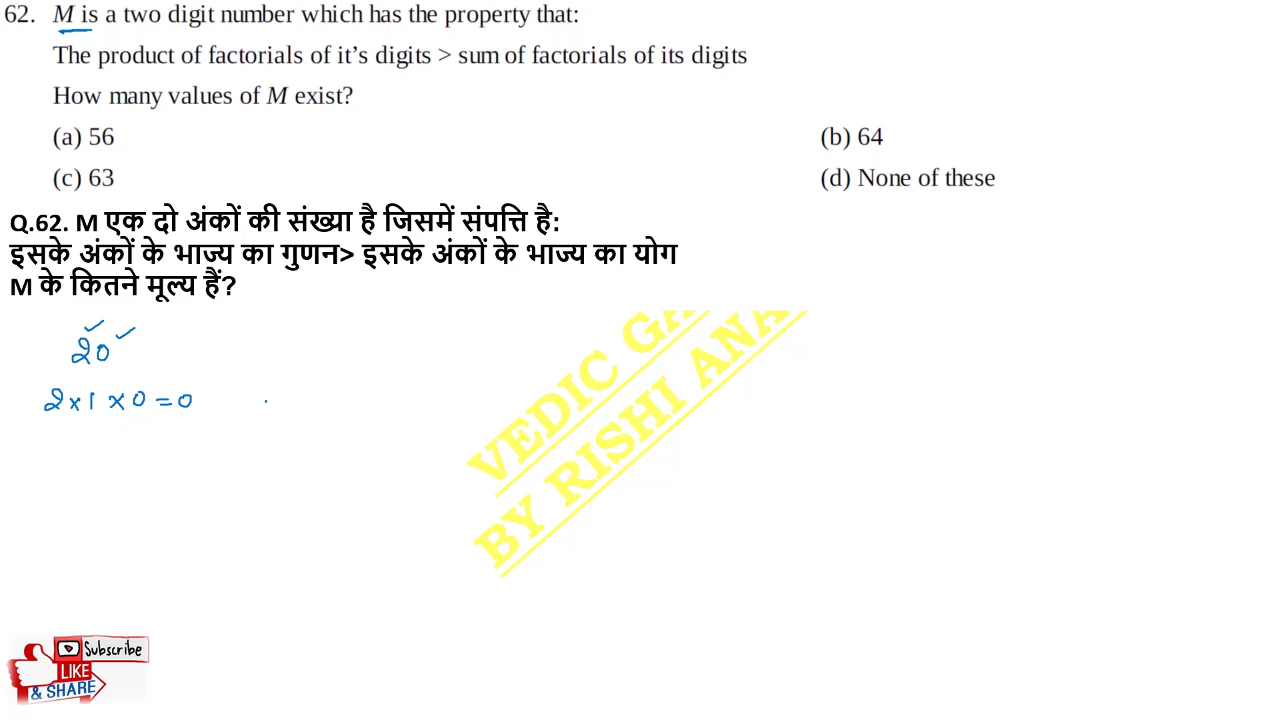 62. M is a two digit number which has the property that:
The product of factorials of it's digits > sum of factorials of its digits
How many values of M exist?
(a) 56 (b) 64
(c) 63 (d) None of these
Q.62. M एक दो अंकों की संख्या है जिसमें संपत्ति है:
इसके अंकों के भाज्य का गुणन> इसके अंकों के भाज्य का योग
M के कितने मूल्य हैं?
20
2 x 1 x 0 = 0
VEDIC GA
BY RISHI ANA
Subscribe
LIKE
& SHARE